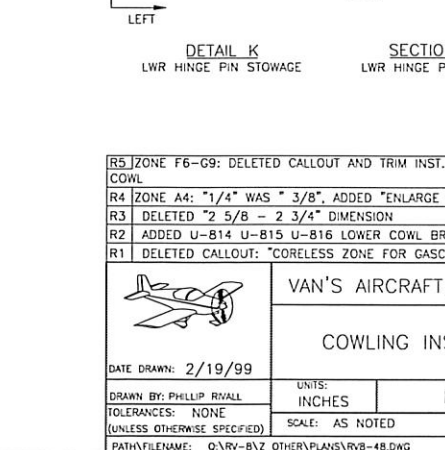 LEFT
DETAIL K
LWR HINGE PIN STOWAGE
SECTIO
LWR HINGE P
R5 ZONE F6-G9: DELETED CALLOUT AND TRIM INST.
COWL
R4 ZONE A4: "1/4" WAS " 3/8", ADDED "ENLARGE
R3 DELETED "2 5/8 - 2 3/4" DIMENSION
R2 ADDED U-814 U-815 U-816 LOWER COWL BR
R1 DELETED CALLOUT: "CORELESS ZONE FOR GASC
VAN'S AIRCRAFT
COWLING INS
DATE DRAWN: 2/19/99
DRAWN BY: PHILLIP RIVALL
UNITS:
INCHES
TOLERANCES: NONE
(UNLESS OTHERWISE SPECIFIED)
SCALE: AS NOTED
PATH\FILENAME: Q:\RV-8\Z OTHER\PLANS\RV8-48.DWG